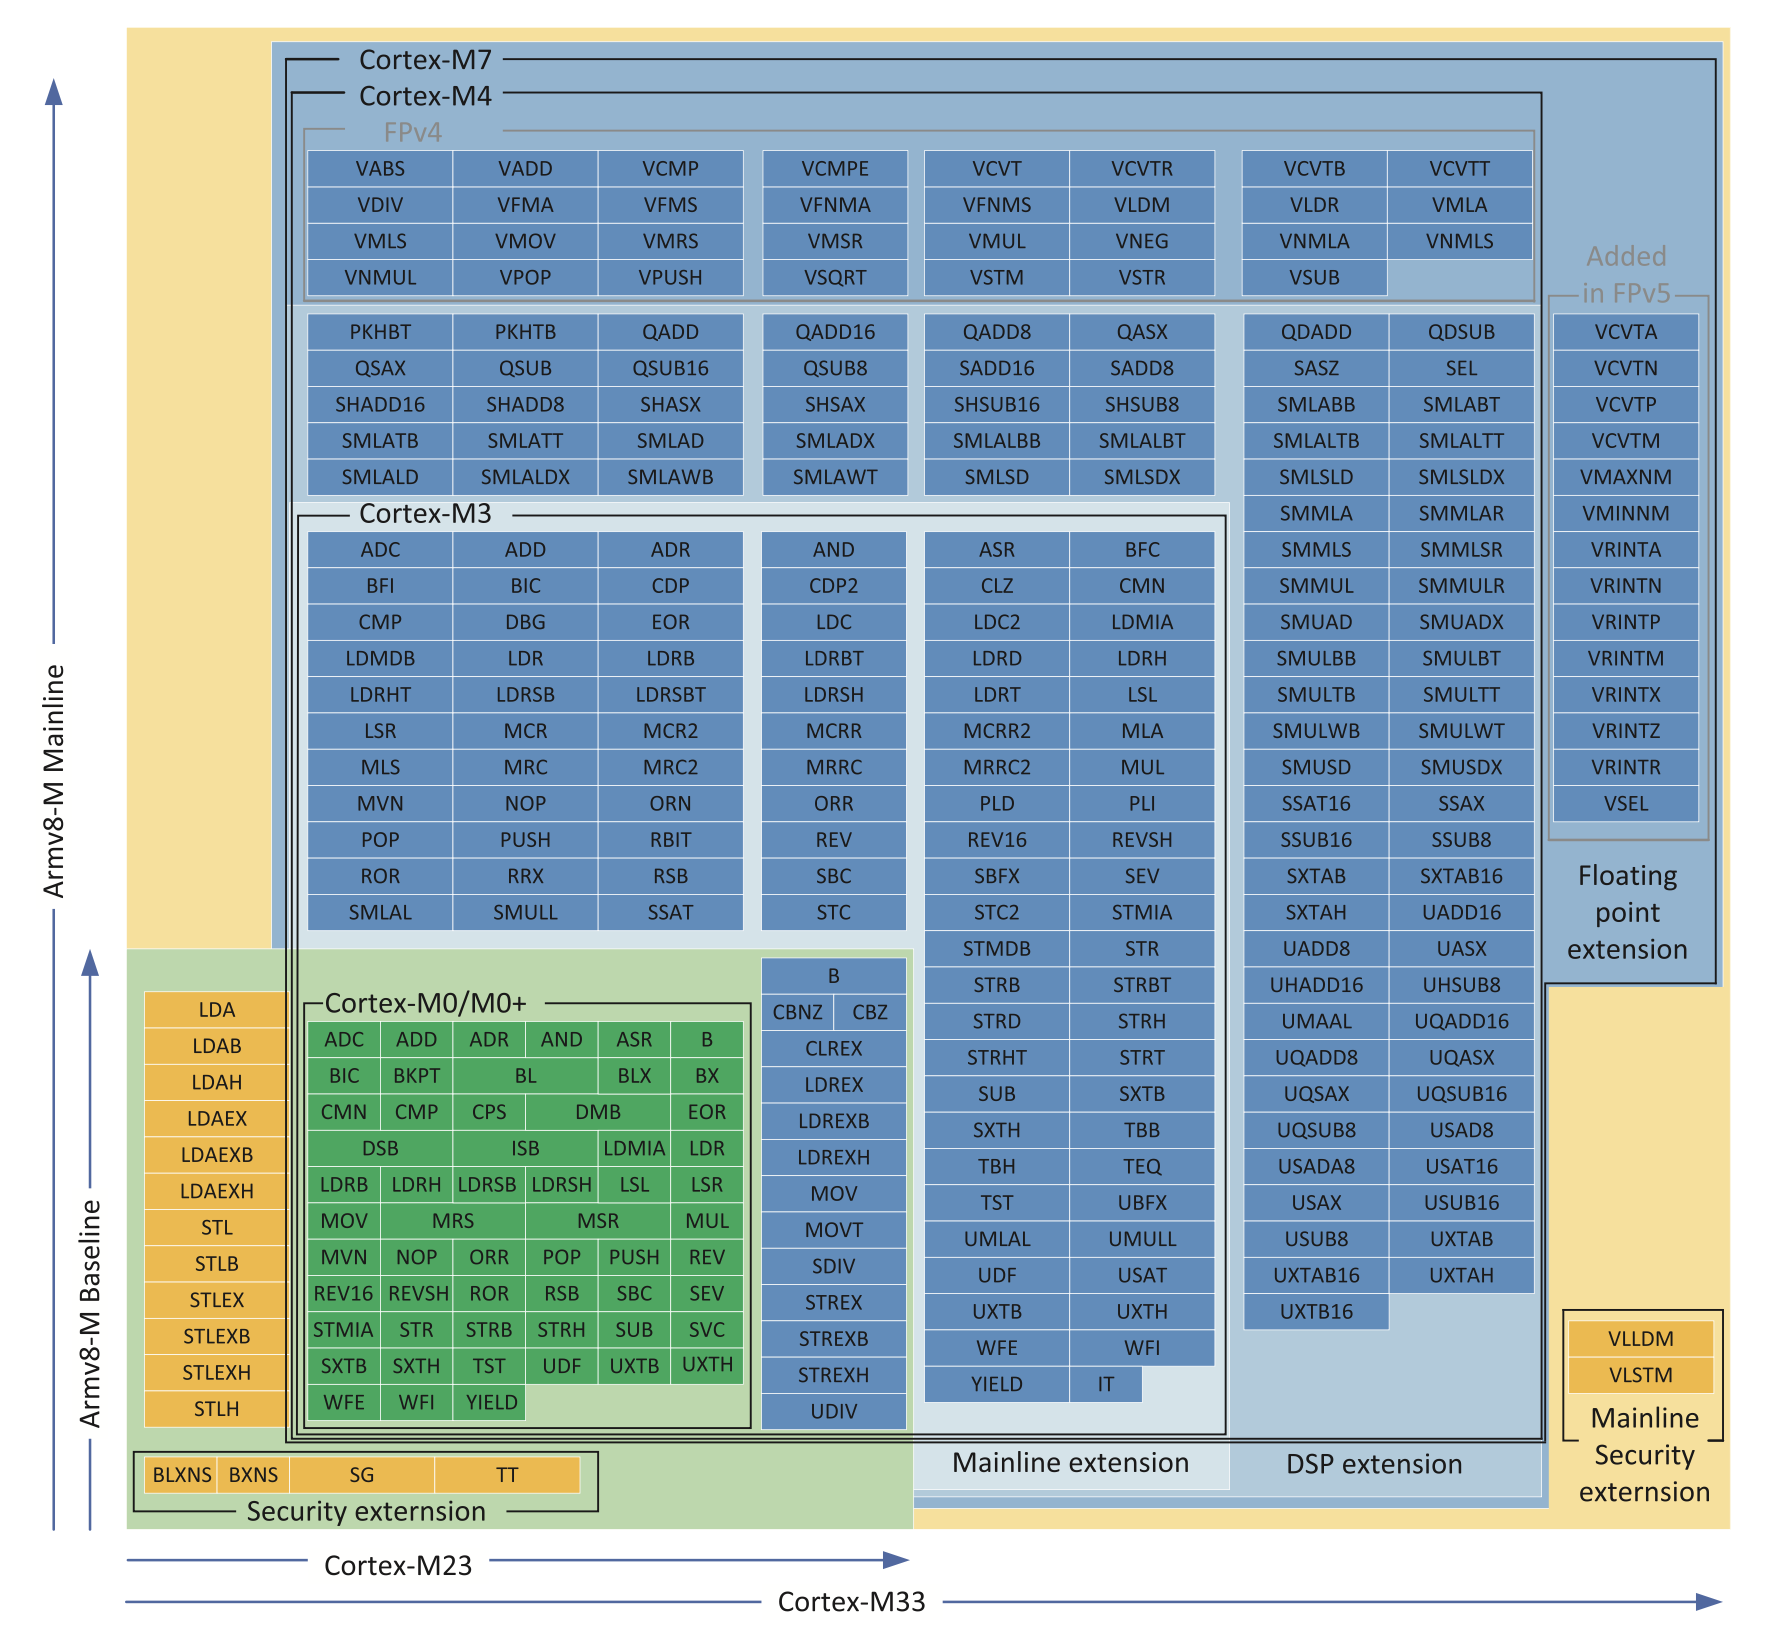 Cortex-M7
Cortex-M4
FPv4
VABS VADD VCMP VCMPE VCVT VCVTR VCVTB VCVTT
VDIV VFMA VFMS VFNMA VFNMS VLDM VLDR VMLA
VMLS VMOV VMRS VMSR VMUL VNEG VNMLA VNMLS
VNMUL VPOP VPUSH VSQRT VSTM VSTR VSUB
Added
in FPv5
PKHBT PKHTB QADD QADD16 QADD8 QASX QDADD QDSUB VCVTA
QSAX QSUB QSUB16 QSUB8 SADD16 SADD8 SASZ SEL VCVTN
SHADD16 SHADD8 SHASX SHSAX SHSUB16 SHSUB8 SMLABB SMLABT VCVTP
SMLATB SMLATT SMLAD SMLADX SMLALBB SMLALBT SMLALTB SMLALTT VCVTM
SMLALD SMLALDX SMLAWB SMLAWT SMLSD SMLSDX SMLSLD SMLSLDX VMAXNM
Cortex-M3 SMMLA SMMLAR VMINNM
ADC ADD ADR AND ASR BFC SMMLS SMMLSR VRINTA
BFI BIC CDP CDP2 CLZ CMN SMMUL SMMULR VRINTN
CMP DBG EOR LDC LDC2 LDMIA SMUAD SMUADX VRINTP
LDMDB LDR LDRB LDRBT LDRD LDRH SMULBB SMULBT VRINTM
LDRHT LDRSB LDRSBT LDRSH LDRT LSL SMULTB SMULTT VRINTX
LSR MCR MCR2 MCRR MCRR2 MLA SMULWB SMULWT VRINTZ
MLS MRC MRC2 MRRC MRRC2 MUL SMUSD SMUSDX VRINTR
MVN NOP ORN ORR PLD PLI SSAT16 SSAX VSEL
POP PUSH RBIT REV REV16 REVSH SSUB16 SSUB8
ROR RRX RSB SBC SBFX SEV SXTAB SXTAB16
SMLAL SMULL SSAT STC STC2 STMIA SXTAH UADD16
Floating
point
extension
STMDB STR UADD8 UASX
B STRB STRBT UHADD16 UHSUB8
Cortex-M0/M0+
LDA CBNZ CBZ STRD STRH UMAAL UQADD16
LDAB ADC ADD ADR AND ASR B CLREX STRHT STRT UQADD8 UQASX
LDAH BIC BKPT BL BLX BX LDREX SUB SXTB UQSAX UQSUB16
LDAEX CMN CMP CPS DMB EOR LDREXB SXTH TBB UQSUB8 USAD8
LDAEXB DSB ISB LDMIA LDR LDREXH TBH TEQ USADA8 USAT16
LDAEXH LDRB LDRH LDRSB LDRSH LSL LSR MOV TST UBFX USAX USUB16
STL MOV MRS MSR MUL MOVT UMLAL UMULL USUB8 UXTAB
STLB MVN NOP ORR POP PUSH REV SDIV UDF USAT UXTAB16 UXTAH
STLEX REV16 REVSH ROR RSB SBC SEV STREX UXTB UXTH UXTB16
STLEXB STMIA STR STRB STRH SUB SVC STREXB WFE WFI VLLDM
STLEXH SXTB SXTH TST UDF UXTB UXTH STREXH YIELD IT VLSTM
STLH WFE WFI YIELD UDIV
Mainline
Security
externsion
BLXNS BXNS SG TT
Security externsion
Mainline extension
DSP extension
Armv8-M Mainline
Armv8-M Baseline
Cortex-M23
Cortex-M33